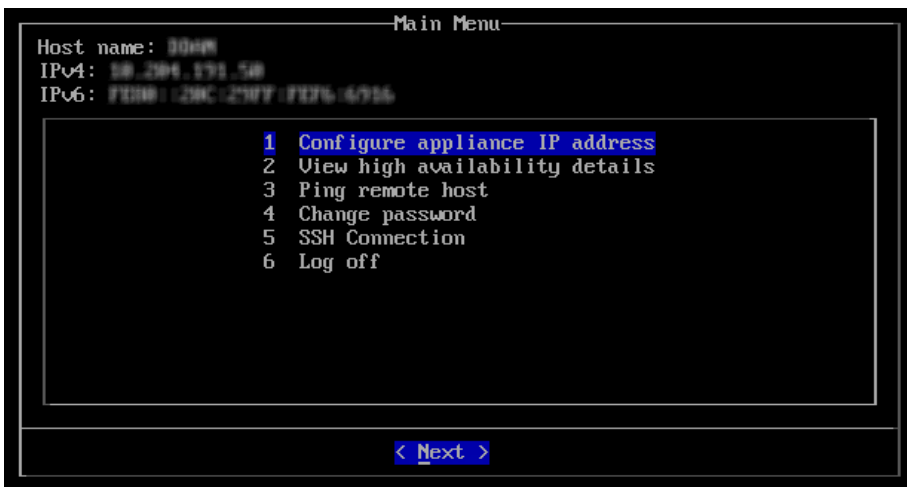 Main Menu
Host name:
IPv4:
IPv6:
1 Configure appliance IP address
2 View high availability details
3 Ping remote host
4 Change password
5 SSH Connection
6 Log off
< Next >